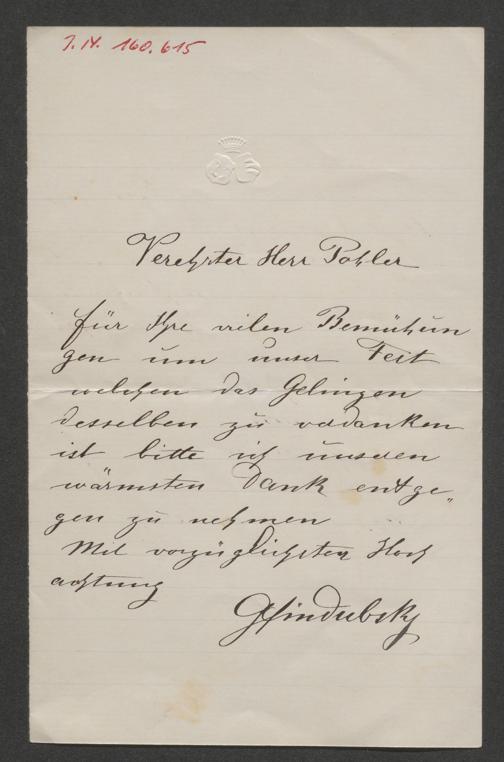 I.N. 160.615
Verehrter Herr Pohler
für Ihre vilen Bemühun
gen um unser Fest
welchen das Gelingen
desselben zu verdanken
ist bitte ich unseren
wärmsten Dank entge„
gen zu nehmen
Mit vorzüglichster Hoch
achtung